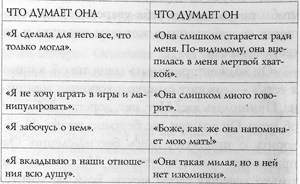 ЧТО ДУМАЕТ ОНА
ЧТО ДУМАЕТ ОН
«Я сделала для него все, что
только могла».
«Она слишком старается ради
меня. По-видимому, она вце-
пилась в меня мертвой хват-
кой».
«Я не хочу играть в игры и ма-
нипулировать».
«Она слишком много гово-
рит».
«Я забочусь о нем».
«Боже, как же она напомина-
ет мою мать!»
«Я вкладываю в наши отноше-
ния всю душу».
«Она такая милая, но в ней
нет изюминки».